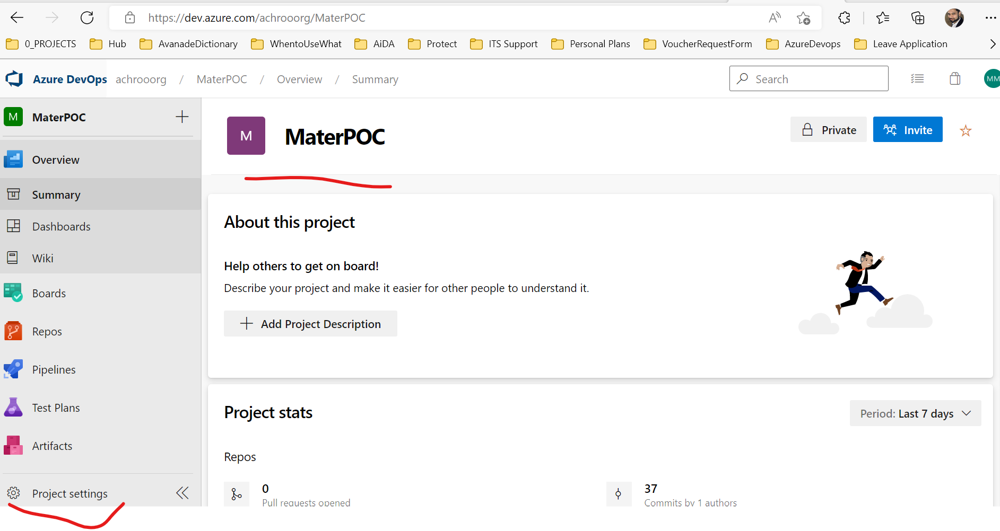 https://dev.azure.com/achrooorg/MaterPOC
0_PROJECTS Hub AvanadeDictionary WhentoUseWhat AiDA Protect ITS Support Personal Plans VoucherRequestForm AzureDevops Leave Application
Azure DevOps achrooorg / MaterPOC / Overview / Summary Search MM
M MaterPOC
M MaterPOC Private Invite
Overview
Summary
Dashboards
Wiki
Boards
Repos
Pipelines
Test Plans
Artifacts
Project settings
About this project
Help others to get on board!
Describe your project and make it easier for other people to understand it.
Add Project Description
Project stats Period: Last 7 days
Repos
0 37
Pull requests opened Commits by 1 authors